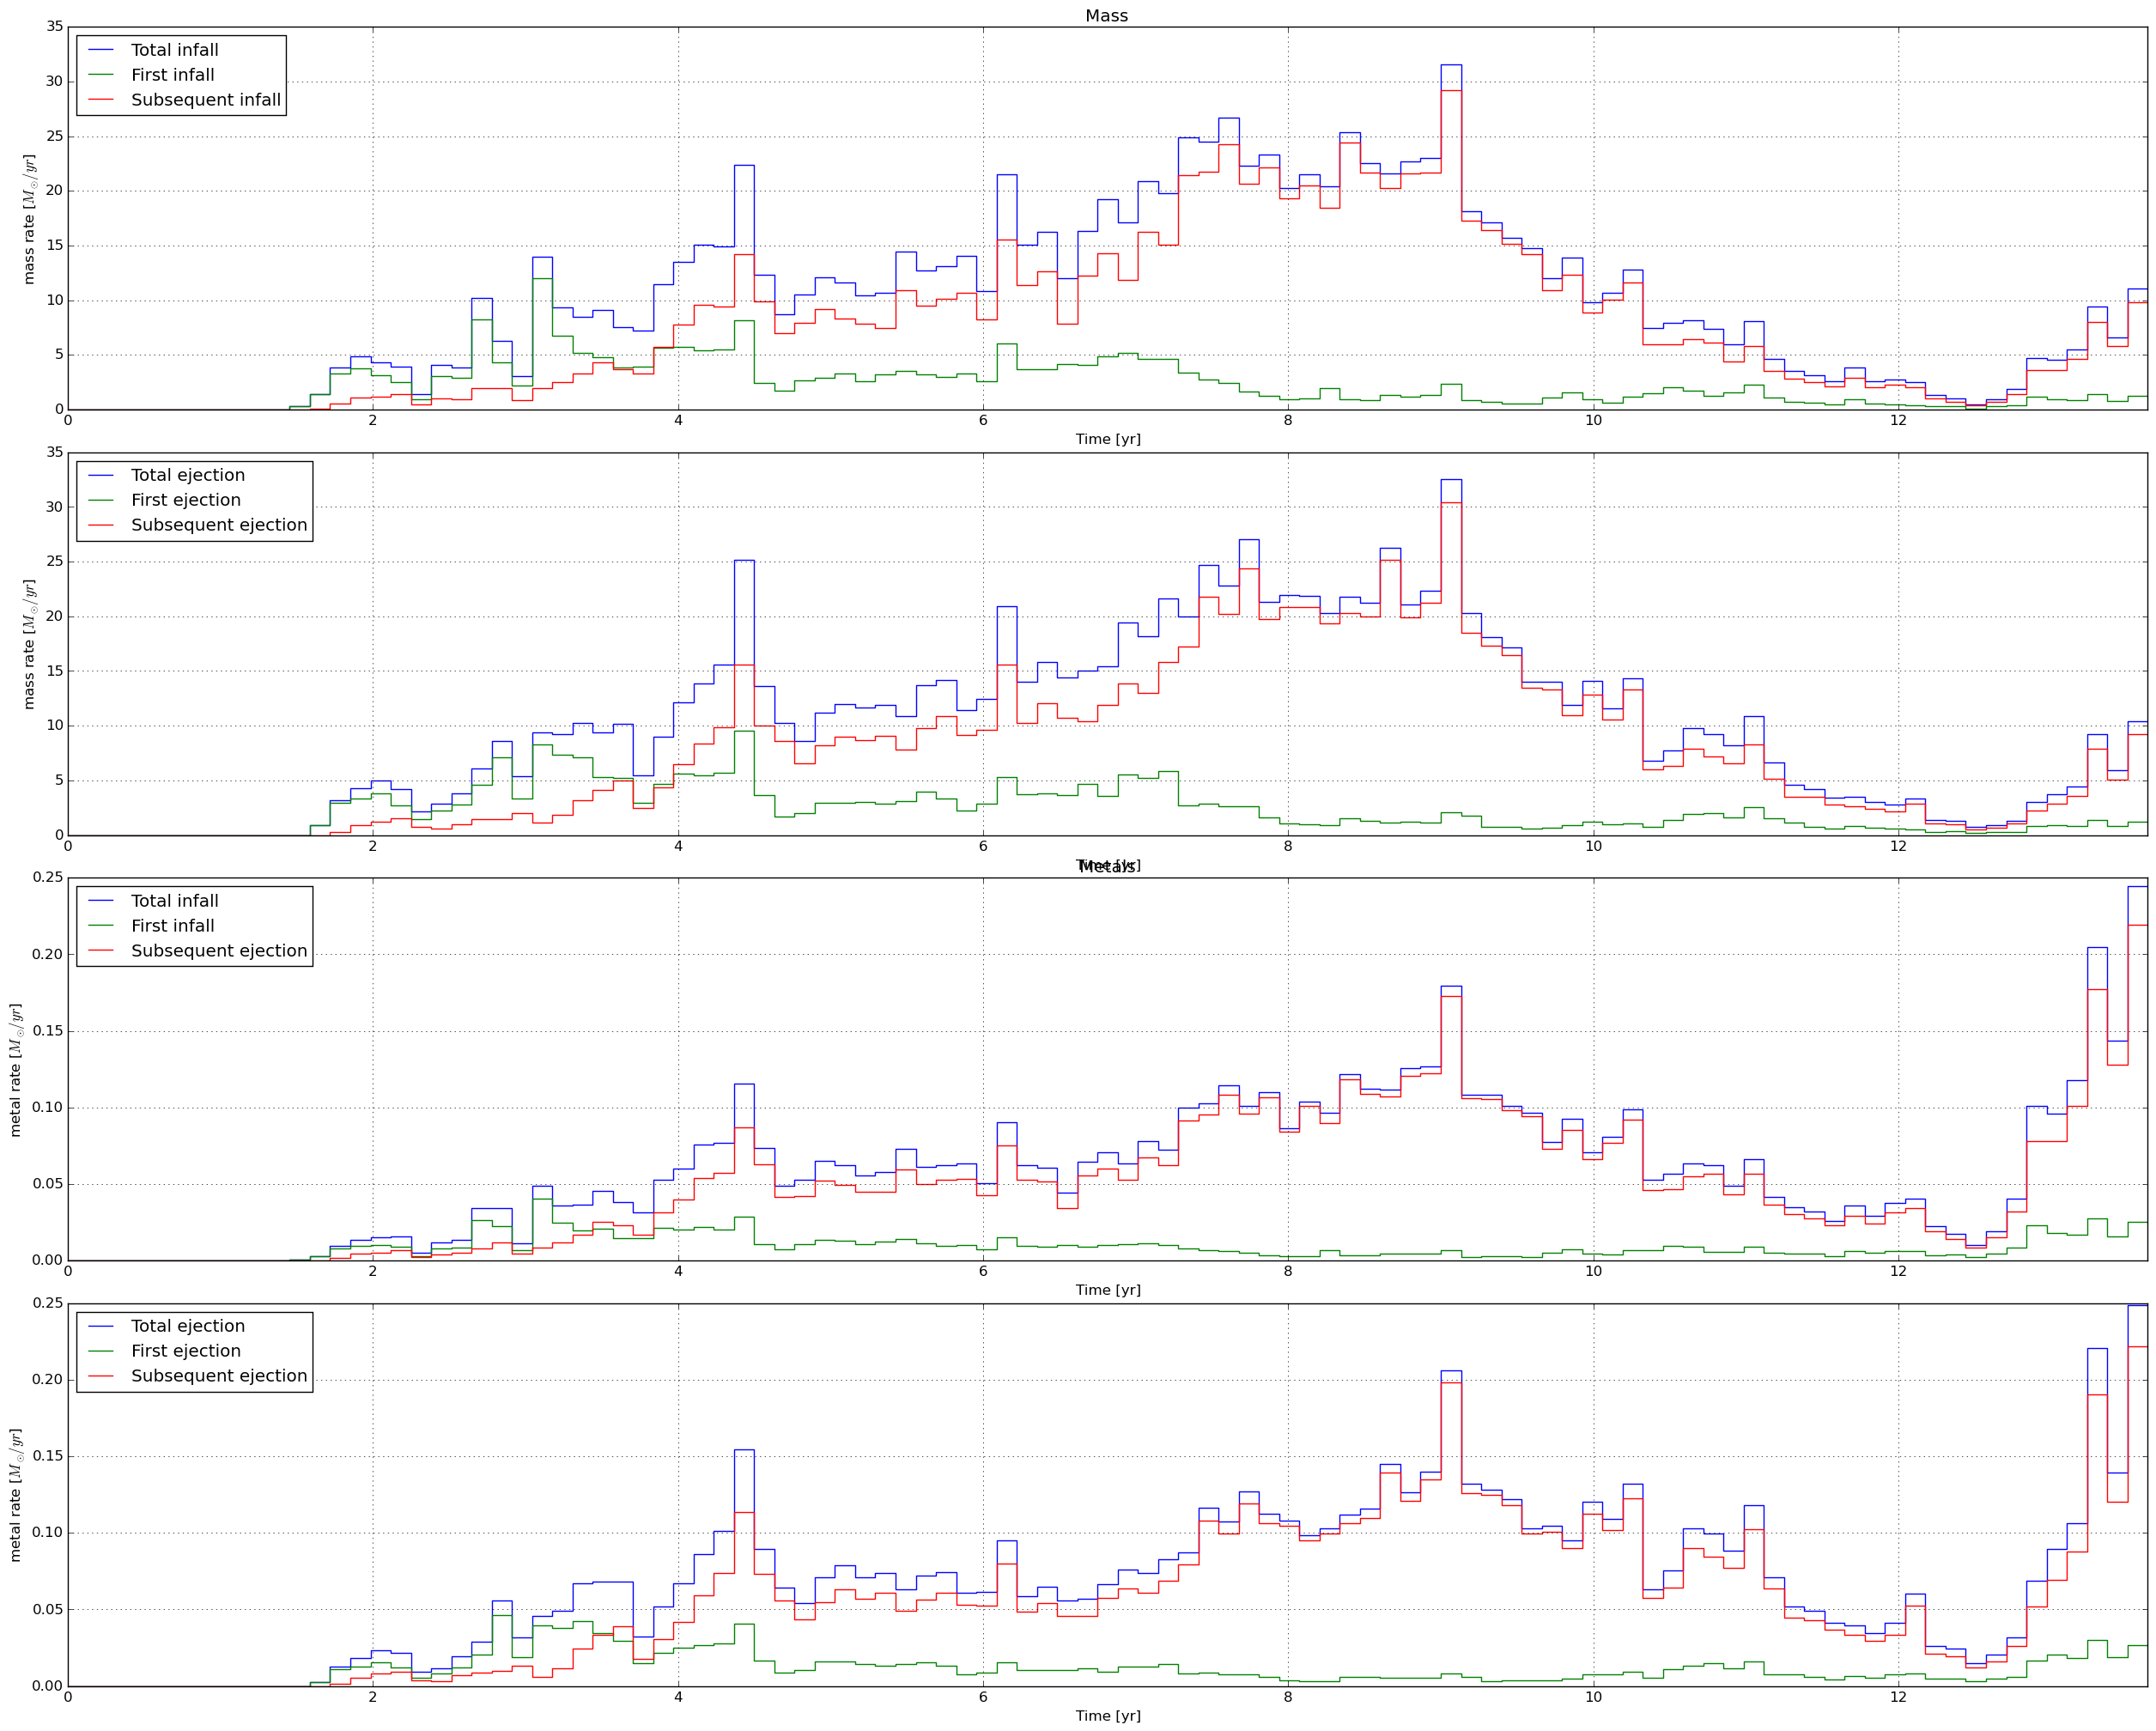 Mass
35
30
25
20
15
10
5
0
mass rate [M⊙/yr]
Total infall
First infall
Subsequent infall
0 2 4 6 8 10 12
Time [yr]
35
30
25
20
15
10
5
0
mass rate [M⊙/yr]
Total ejection
First ejection
Subsequent ejection
0 2 4 6 8 10 12
Time [yr]
Metals
0.25
0.20
0.15
0.10
0.05
0.00
metal rate [M⊙/yr]
Total infall
First infall
Subsequent ejection
0 2 4 6 8 10 12
Time [yr]
0.25
0.20
0.15
0.10
0.05
0.00
metal rate [M⊙/yr]
Total ejection
First ejection
Subsequent ejection
0 2 4 6 8 10 12
Time [yr]